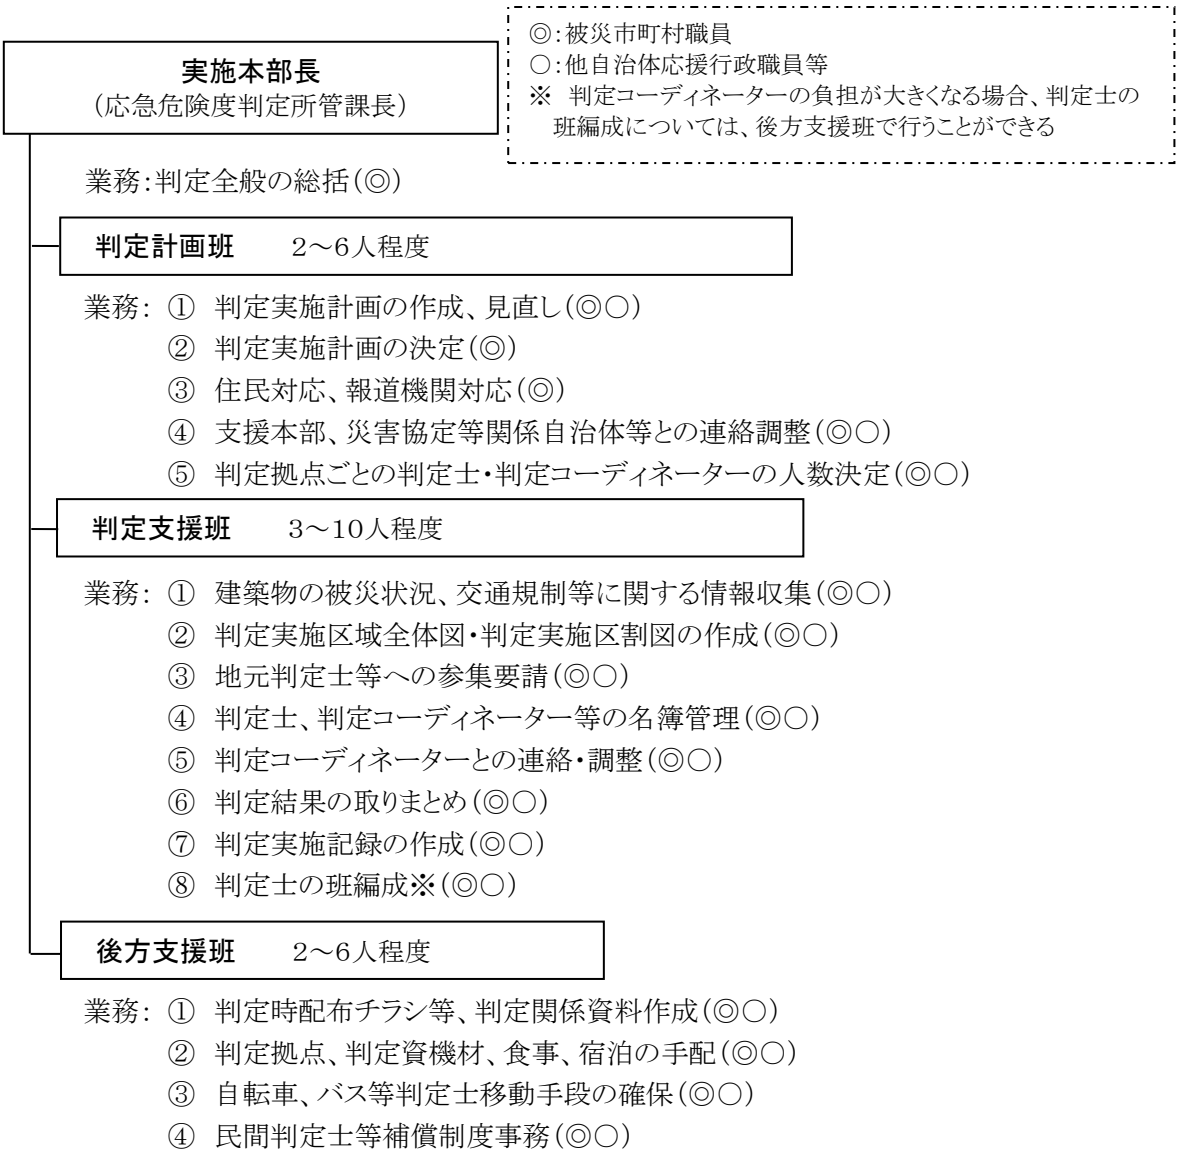 ◎:被災市町村職員
○:他自治体応援行政職員等
※ 判定コーディネーターの負担が大きくなる場合、判定士の
班編成については、後方支援班で行うことができる
実施本部長
(応急危険度判定所管課長)
業務:判定全般の総括(◎)
判定計画班 2~6人程度
業務: ① 判定実施計画の作成、見直し(◎○)
② 判定実施計画の決定(◎)
③ 住民対応、報道機関対応(◎)
④ 支援本部、災害協定等関係自治体等との連絡調整(◎○)
⑤ 判定拠点ごとの判定士・判定コーディネーターの人数決定(◎○)
判定支援班 3~10人程度
業務: ① 建築物の被災状況、交通規制等に関する情報収集(◎○)
② 判定実施区域全体図・判定実施区割図の作成(◎○)
③ 地元判定士等への参集要請(◎○)
④ 判定士、判定コーディネーター等の名簿管理(◎○)
⑤ 判定コーディネーターとの連絡・調整(◎○)
⑥ 判定結果の取りまとめ(◎○)
⑦ 判定実施記録の作成(◎○)
⑧ 判定士の班編成※(◎○)
後方支援班 2~6人程度
業務: ① 判定時配布チラシ等、判定関係資料作成(◎○)
② 判定拠点、判定資機材、食事、宿泊の手配(◎○)
③ 自転車、バス等判定士移動手段の確保(◎○)
④ 民間判定士等補償制度事務(◎○)